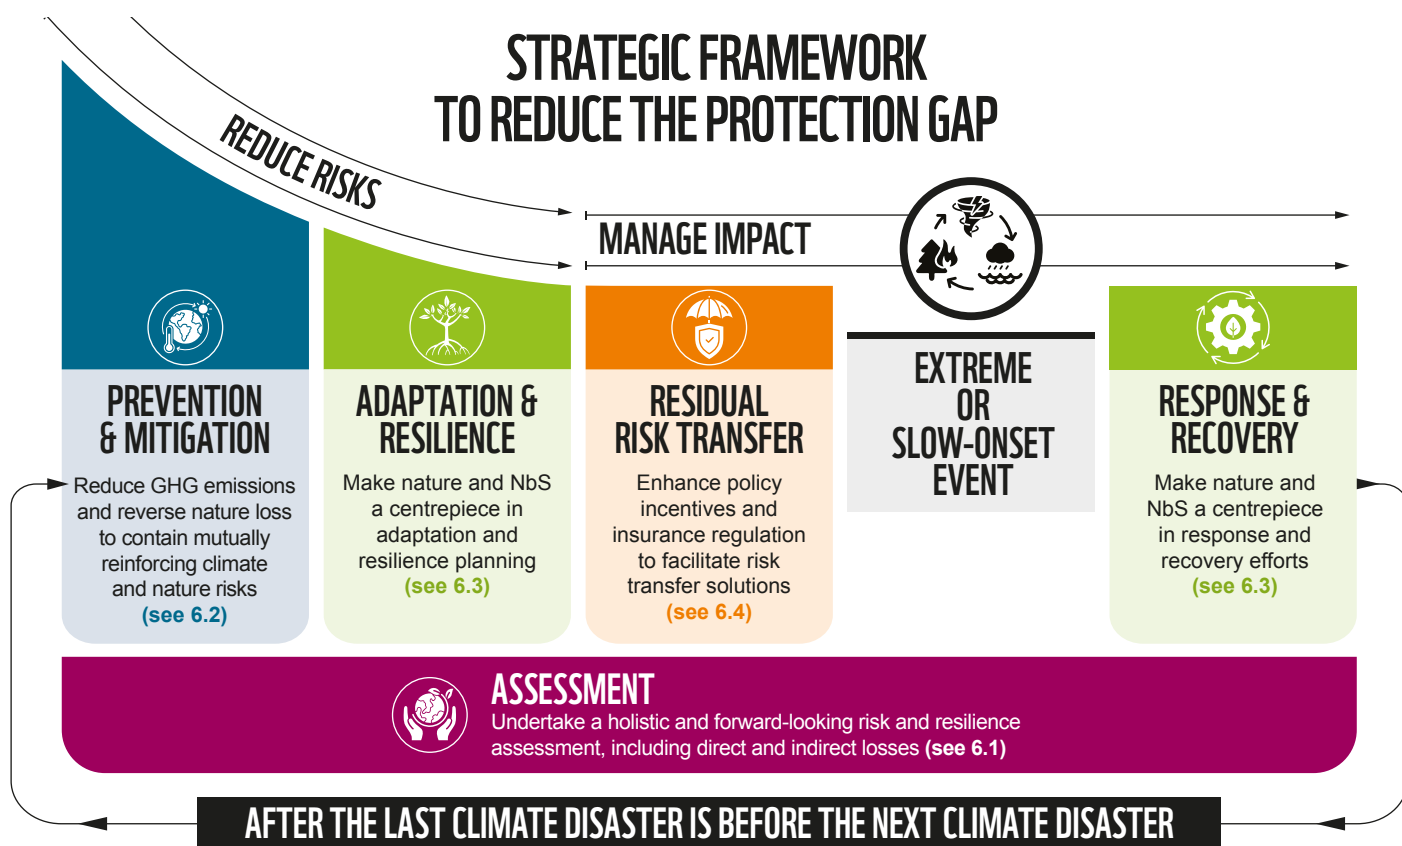 STRATEGIC FRAMEWORK
TO REDUCE THE PROTECTION GAP
REDUCE RISKS
MANAGE IMPACT
PREVENTION
& MITIGATION
Reduce GHG emissions
and reverse nature loss
to contain mutually
reinforcing climate
and nature risks
(see 6.2)
ADAPTATION &
RESILIENCE
Make nature and NbS
a centrepiece in
adaptation and
resilience planning
(see 6.3)
RESIDUAL
RISK TRANSFER
Enhance policy
incentives and
insurance regulation
to facilitate risk
transfer solutions
(see 6.4)
EXTREME
OR
SLOW-ONSET
EVENT
RESPONSE &
RECOVERY
Make nature and
NbS a centrepiece
in response and
recovery efforts
(see 6.3)
ASSESSMENT
Undertake a holistic and forward-looking risk and resilience
assessment, including direct and indirect losses (see 6.1)
AFTER THE LAST CLIMATE DISASTER IS BEFORE THE NEXT CLIMATE DISASTER